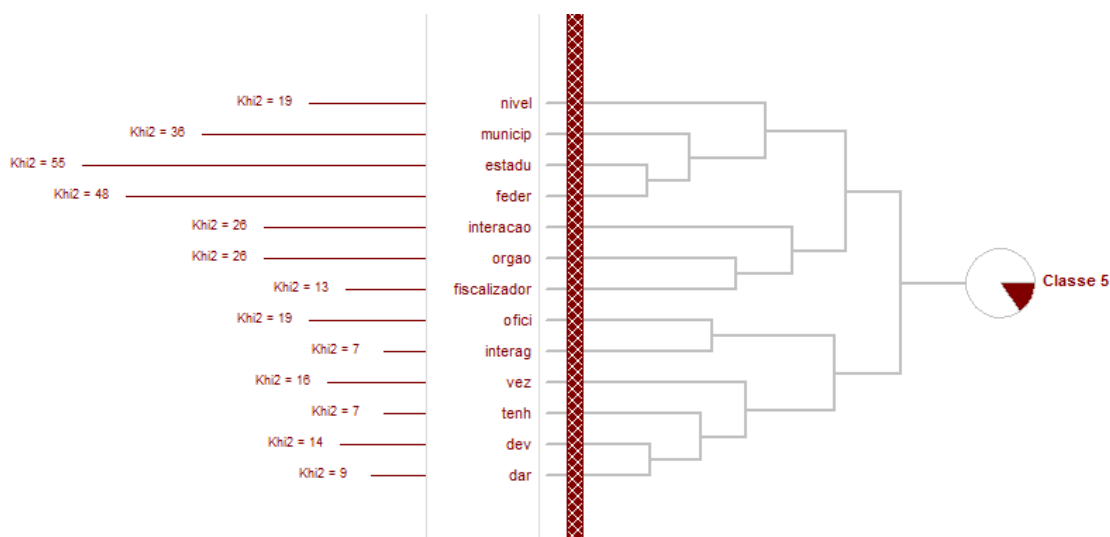 Khi2 = 19 nivel
Khi2 = 36 municip
Khi2 = 55 estadu
Khi2 = 48 feder
Khi2 = 26 interacao
Khi2 = 26 orgao
Khi2 = 13 fiscalizador
Khi2 = 19 ofici
Khi2 = 7 interag
Khi2 = 16 vez
Khi2 = 7 tenh
Khi2 = 14 dev
Khi2 = 9 dar
Classe 5